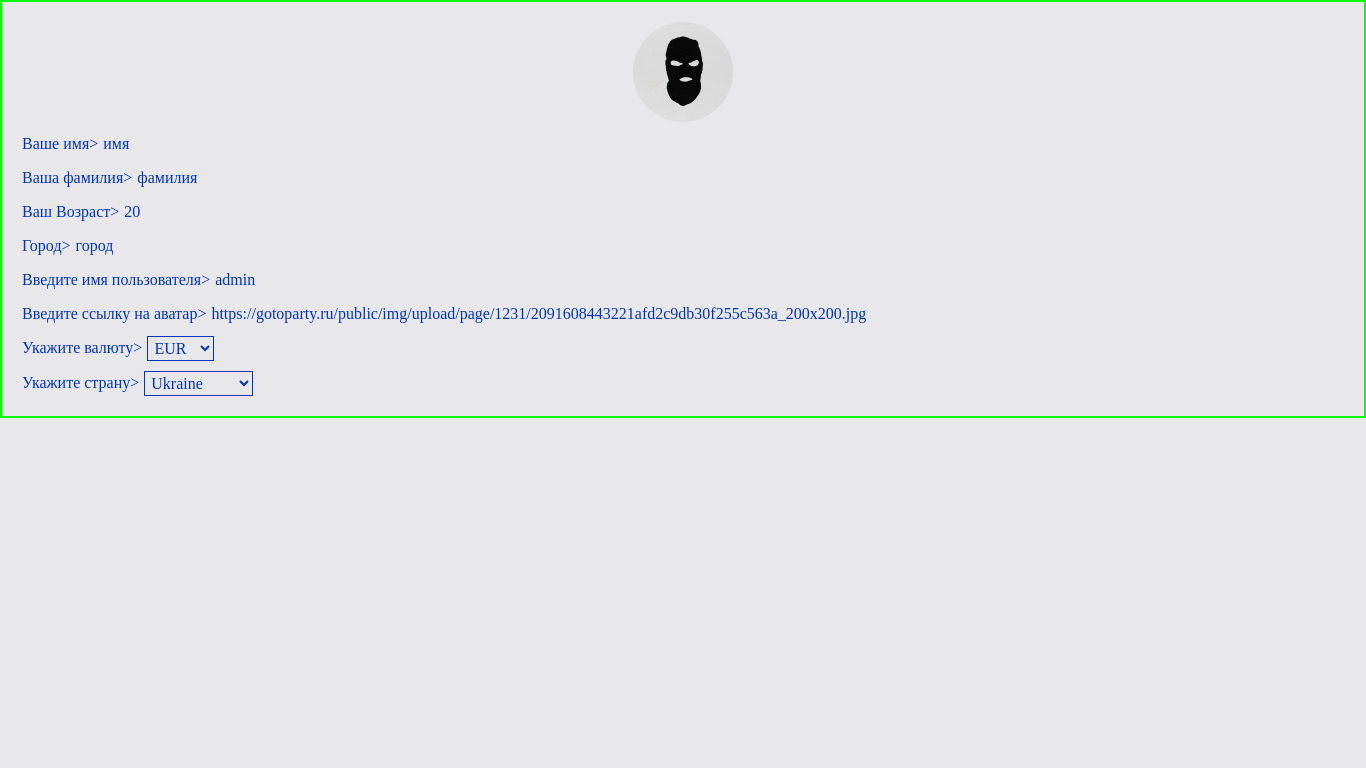 Ваше имя> имя
Ваша фамилия> фамилия
Ваш Возраст> 20
Город> город
Введите имя пользователя> admin
Введите ссылку на аватар> https://gotoparty.ru/public/img/upload/page/1231/2091608443221afd2c9db30f255c563a_200x200.jpg
Укажите валюту> EUR
Укажите страну> Ukraine